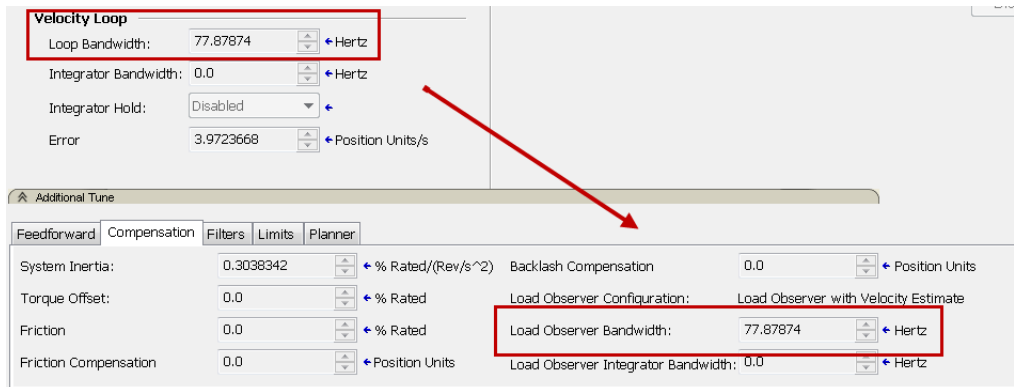 Velocity Loop
Loop Bandwidth: 77.87874 Hertz
Integrator Bandwidth: 0.0 Hertz
Integrator Hold: Disabled
Error 3.9723668 Position Units/s
Additional Tune
Feedforward Compensation Filters Limits Planner
System Inertia: 0.3038342 % Rated/(Rev/s^2) Backlash Compensation 0.0 Position Units
Torque Offset: 0.0 % Rated Load Observer Configuration: Load Observer with Velocity Estimate
Friction 0.0 % Rated Load Observer Bandwidth: 77.87874 Hertz
Friction Compensation 0.0 Position Units Load Observer Integrator Bandwidth: 0.0 Hertz